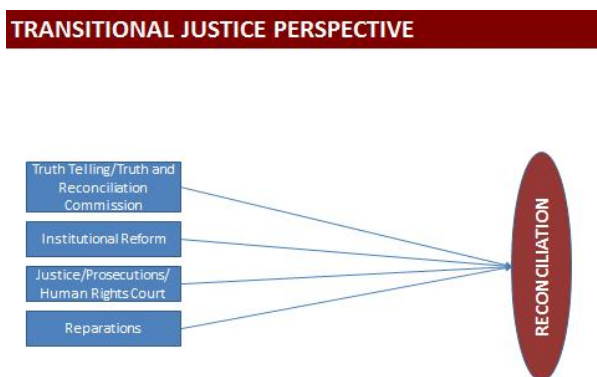 TRANSITIONAL JUSTICE PERSPECTIVE
Truth Telling/Truth and
Reconciliation
Commission
Institutional Reform
Justice/Prosecutions/
Human Rights Court
Reparations
RECONCILIATION